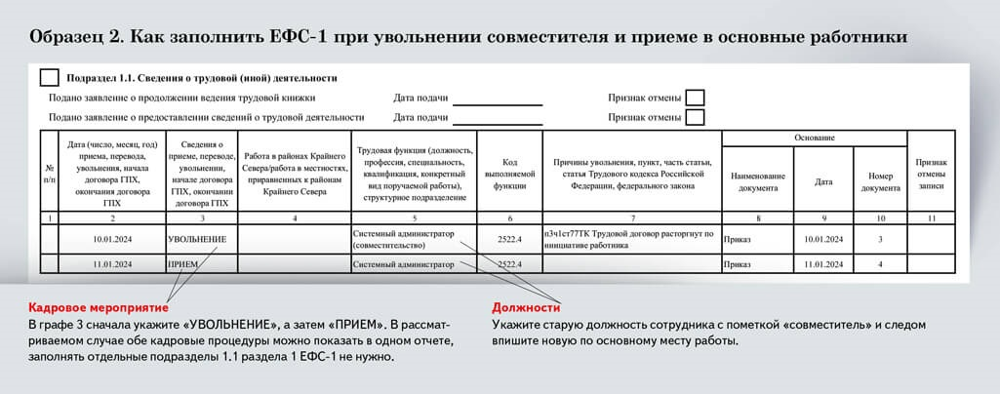 Образец 2. Как заполнить ЕФС-1 при увольнении совместителя и приеме в основные работники
Подраздел 1.1. Сведения о трудовой (иной) деятельности
Подано заявление о продолжении ведения трудовой книжки Дата подачи Признак отмены
Подано заявление о предоставлении сведений о трудовой деятельности Дата подачи Признак отмены
№ п/п
Дата (число, месяц, год)
приема, перевода,
увольнения, начала
договора ГПХ,
окончания договора
ГПХ
Сведения о
приеме, переводе,
увольнении,
начале договора
ГПХ, окончании
договора ГПХ
Работа в районах Крайнего
Севера/работа в местностях,
приравненных к районам
Крайнего Севера
Трудовая функция (должность,
профессия, специальность,
квалификация, конкретный
вид поручаемой работы),
структурное подразделение
Код
выполняемой
функции
Причины увольнения, пункт, часть статьи,
статья Трудового кодекса Российской
Федерации, федерального закона
Основание
Наименование
документа
Дата
Номер
документа
Признак
отмены
записи
1 2 3 4 5 6 7 8 9 10 11
10.01.2024 УВОЛЬНЕНИЕ
Системный администратор
(совместительство)
2522.4
п3ч1ст77ТК Трудовой договор расторгнут по
инициативе работника
Приказ 10.01.2024 3
11.01.2024 ПРИЕМ Системный администратор 2522.4 Приказ 11.01.2024 4
Кадровое мероприятие
В графе 3 сначала укажите «УВОЛЬНЕНИЕ», а затем «ПРИЕМ». В рассмат-
риваемом случае обе кадровые процедуры можно показать в одном отчете,
заполнять отдельные подразделы 1.1 раздела 1 ЕФС-1 не нужно.
Должности
Укажите старую должность сотрудника с пометкой «совместитель» и следом
впишите новую по основному месту работы.